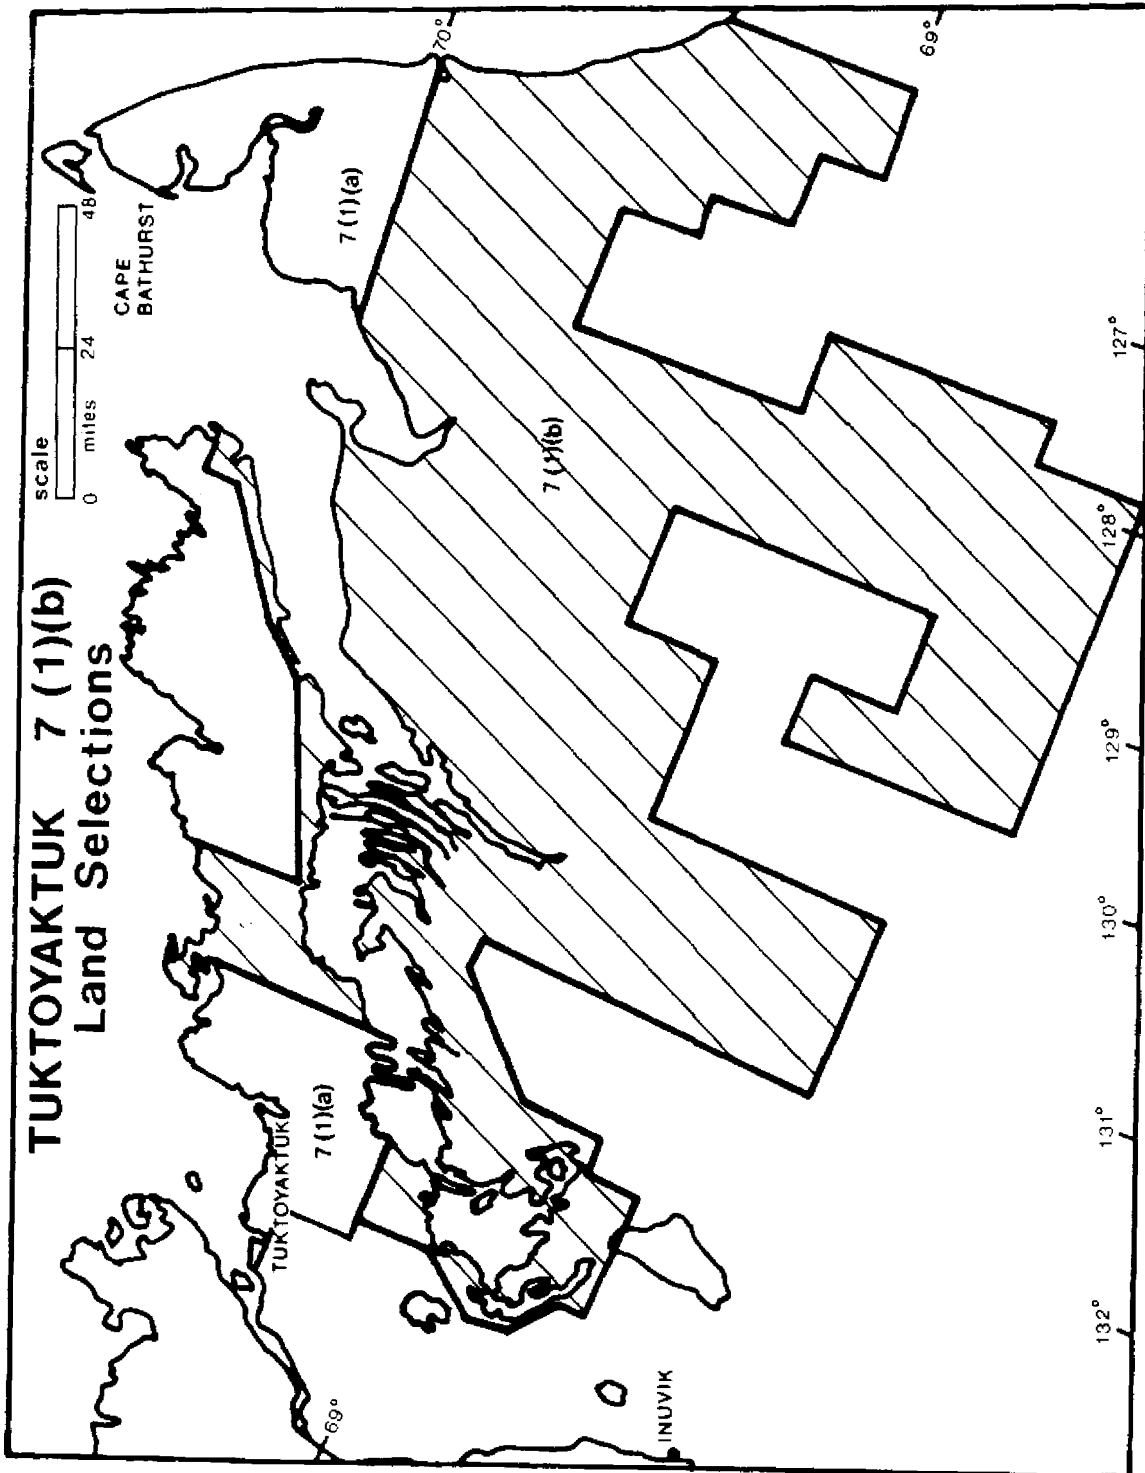 TUKTOYAKTUK 7 (1)(b)
Land Selections
scale
0 24 48
miles
CAPE
BATHURST
70°
69°
7 (1)(a)
7 (1)(b)
TUKTOYAKTUK
7 (1)(a)
69°
INUVIK
132°
131°
130°
129°
128°
127°